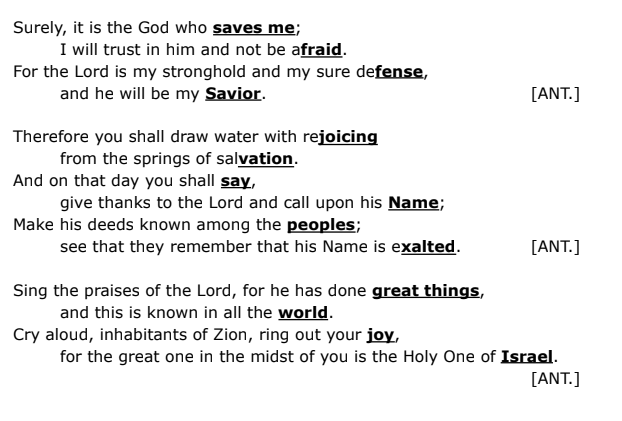 Surely, it is the God who saves me;
I will trust in him and not be afraid.
For the Lord is my stronghold and my sure defense,
and he will be my Savior. [ANT.]
Therefore you shall draw water with rejoicing
from the springs of salvation.
And on that day you shall say,
give thanks to the Lord and call upon his Name;
Make his deeds known among the peoples;
see that they remember that his Name is exalted. [ANT.]
Sing the praises of the Lord, for he has done great things,
and this is known in all the world.
Cry aloud, inhabitants of Zion, ring out your joy,
for the great one in the midst of you is the Holy One of Israel.
[ANT.]